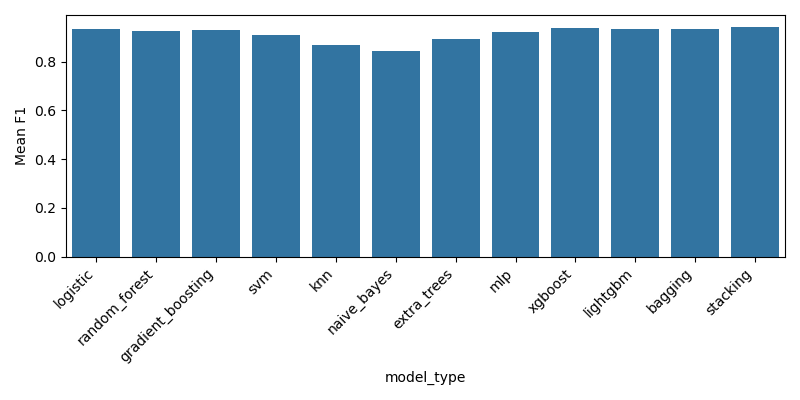 Mean F1
0.8
0.6
0.4
0.2
0.0
logistic
random_forest
gradient_boosting
svm
knn
naive_bayes
extra_trees
mlp
xgboost
lightgbm
bagging
stacking
model_type